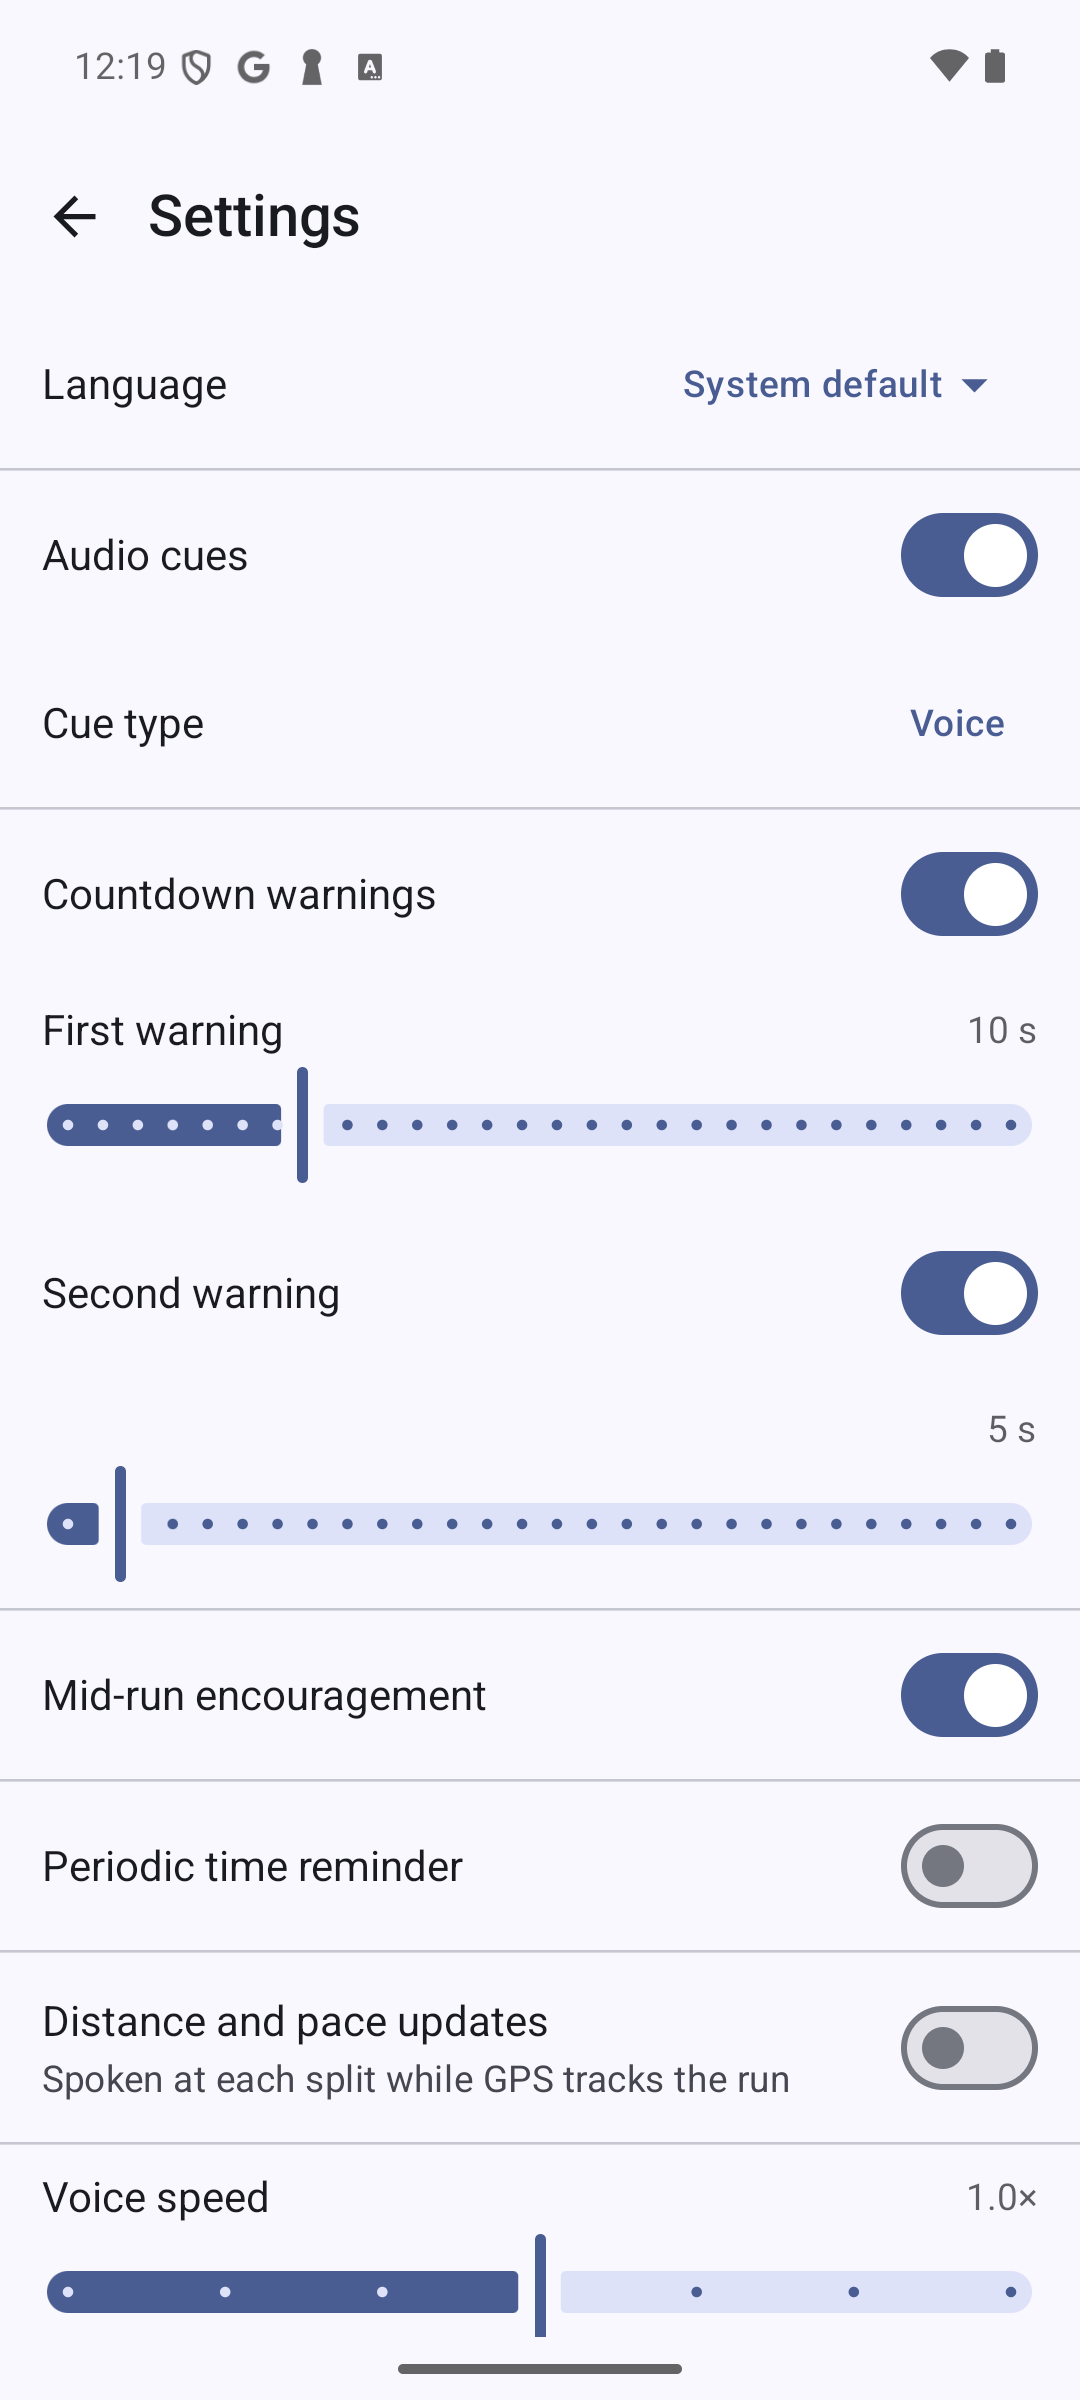 12:19
Settings
Language
System default
Audio cues
Cue type
Voice
Countdown warnings
First warning
10 s
Second warning
5 s
Mid-run encouragement
Periodic time reminder
Distance and pace updates
Spoken at each split while GPS tracks the run
Voice speed
1.0×